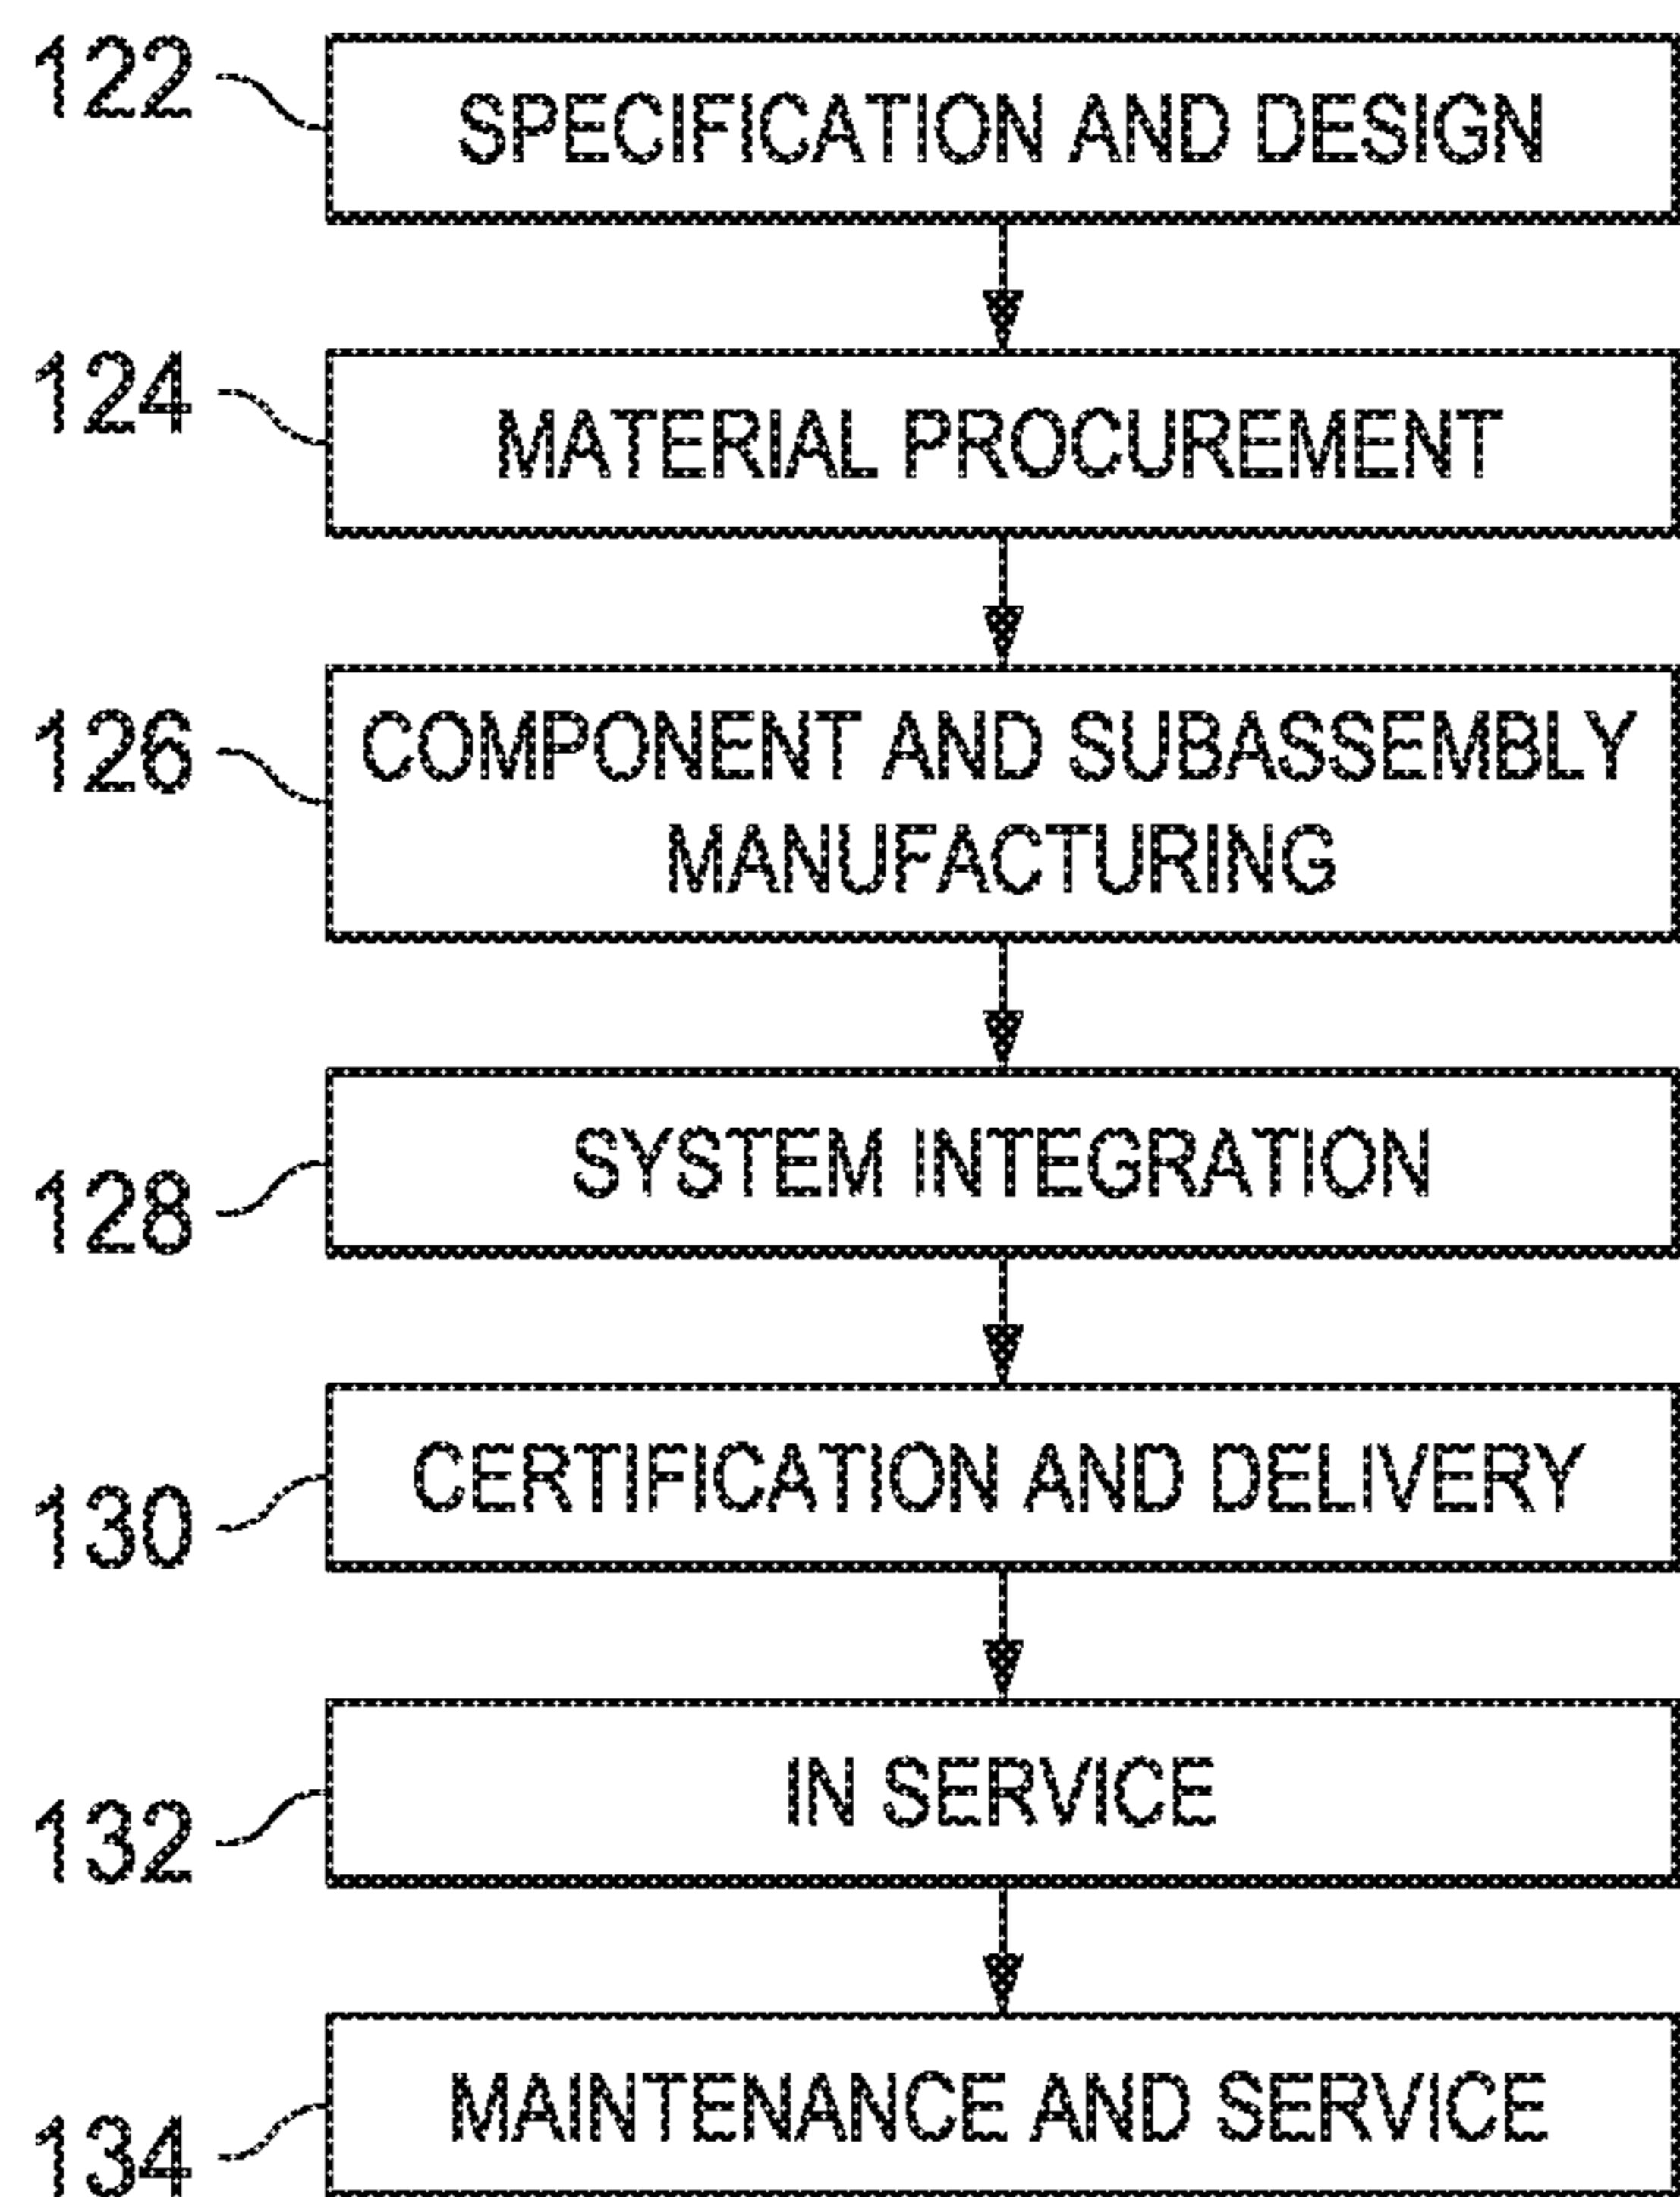 122
SPECIFICATION AND DESIGN
124
MATERIAL PROCUREMENT
126
COMPONENT AND SUBASSEMBLY
MANUFACTURING
128
SYSTEM INTEGRATION
130
CERTIFICATION AND DELIVERY
132
IN SERVICE
134
MAINTENANCE AND SERVICE